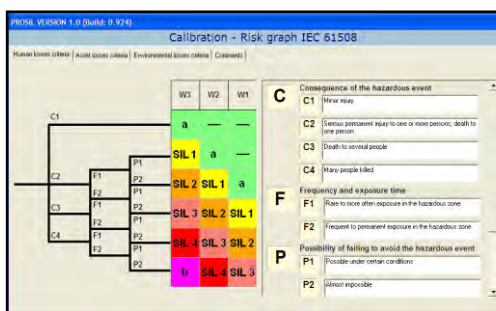 PROSIL VERSION 1.0 (Build: 0.924)
Calibration - Risk graph IEC 61508
Human losses criteria | Asset losses criteria | Environmental losses criteria | Comments
W3 W2 W1
C1 a — —
SIL 1 a —
SIL 2 SIL 1 a
SIL 3 SIL 2 SIL 1
SIL 4 SIL 3 SIL 2
b SIL 4 SIL 3
C2 F1 P1
F2 P2
P1
C3 F1 P2
F2 P1
C4 F1 P2
F2 P1
P2
C Consequence of the hazardous event
C1 Minor injury
C2 Serious permanent injury to one or more persons; death to
one person
C3 Death to several people
C4 Many people killed
F Frequency and exposure time
F1 Rare to more often exposure in the hazardous zone
F2 Frequent to permanent exposure in the hazardous zone
P Possibility of failing to avoid the hazardous event
P1 Possible under certain conditions
P2 Almost impossible